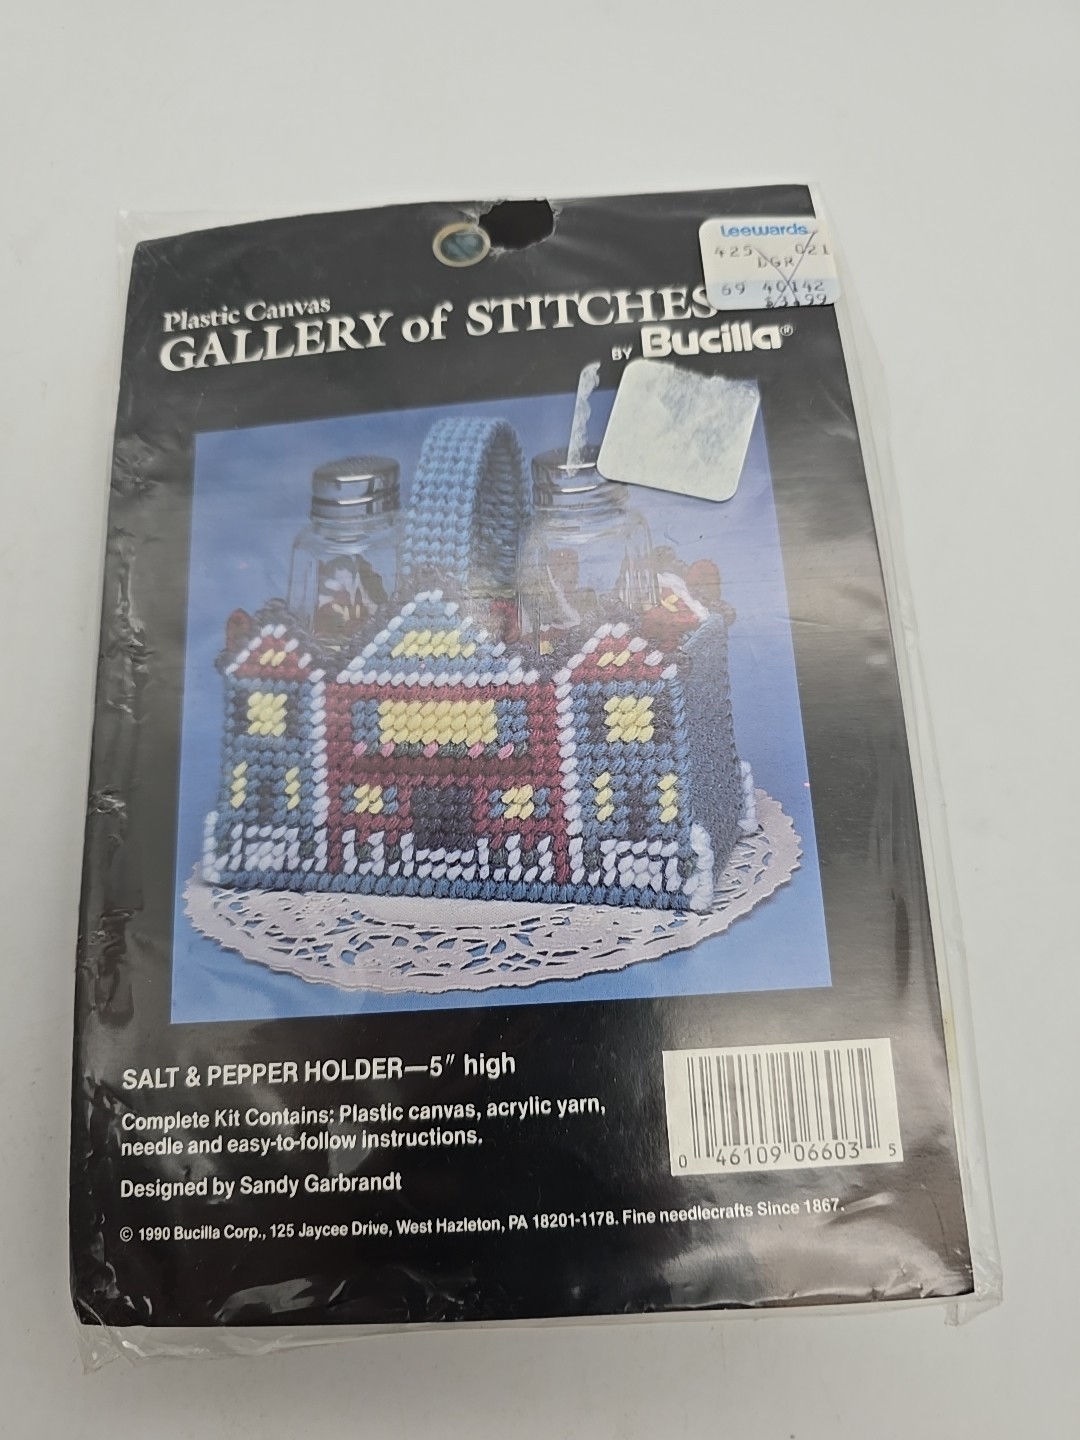 Leewards
425 021
DGR
69 40142
$3.99
Plastic Canvas
GALLERY of STITCHES
BY Bucilla®
SALT & PEPPER HOLDER—5" high
Complete Kit Contains: Plastic canvas, acrylic yarn,
needle and easy-to-follow instructions.
Designed by Sandy Garbrandt
© 1990 Bucilla Corp., 125 Jaycee Drive, West Hazleton, PA 18201-1178. Fine needlecrafts Since 1867.
0 46109 06603 5